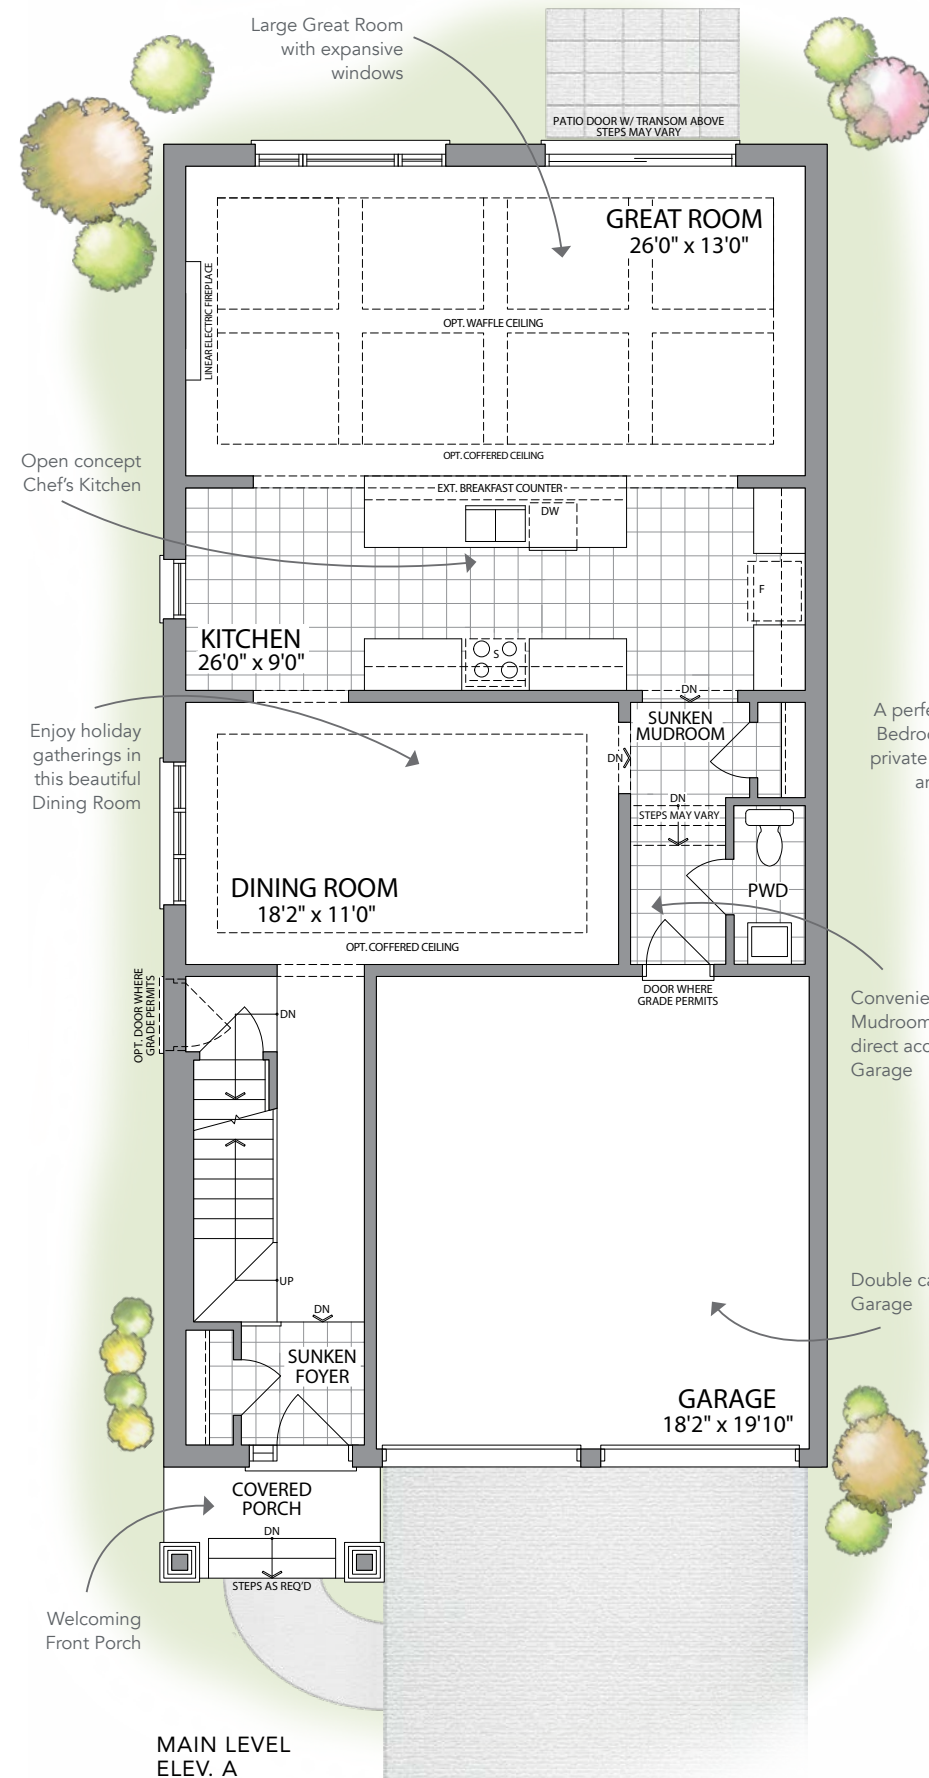 Large Great Room
with expansive
windows
PATIO DOOR W/ TRANSOM ABOVE
STEPS MAY VARY
GREAT ROOM
26'0" x 13'0"
LINEAR ELECTRIC FIREPLACE
OPT. WAFFLE CEILING
OPT. COFFERED CEILING
Open concept
Chef's Kitchen
EXT. BREAKFAST COUNTER
DW
F
KITCHEN
26'0" x 9'0"
S
DN
Enjoy holiday
gatherings in
this beautiful
Dining Room
SUNKEN
MUDROOM
DN
A perfe
Bedroo
private
ar
DN
STEPS MAY VARY
DINING ROOM
18'2" x 11'0"
OPT. COFFERED CEILING
PWD
DOOR WHERE
GRADE PERMITS
Convenie
Mudroom
direct acc
Garage
OPT. DOOR WHERE
GRADE PERMITS
DN
UP
DN
SUNKEN
FOYER
Double ca
Garage
GARAGE
18'2" x 19'10"
COVERED
PORCH
DN
STEPS AS REQ'D
Welcoming
Front Porch
MAIN LEVEL
ELEV. A